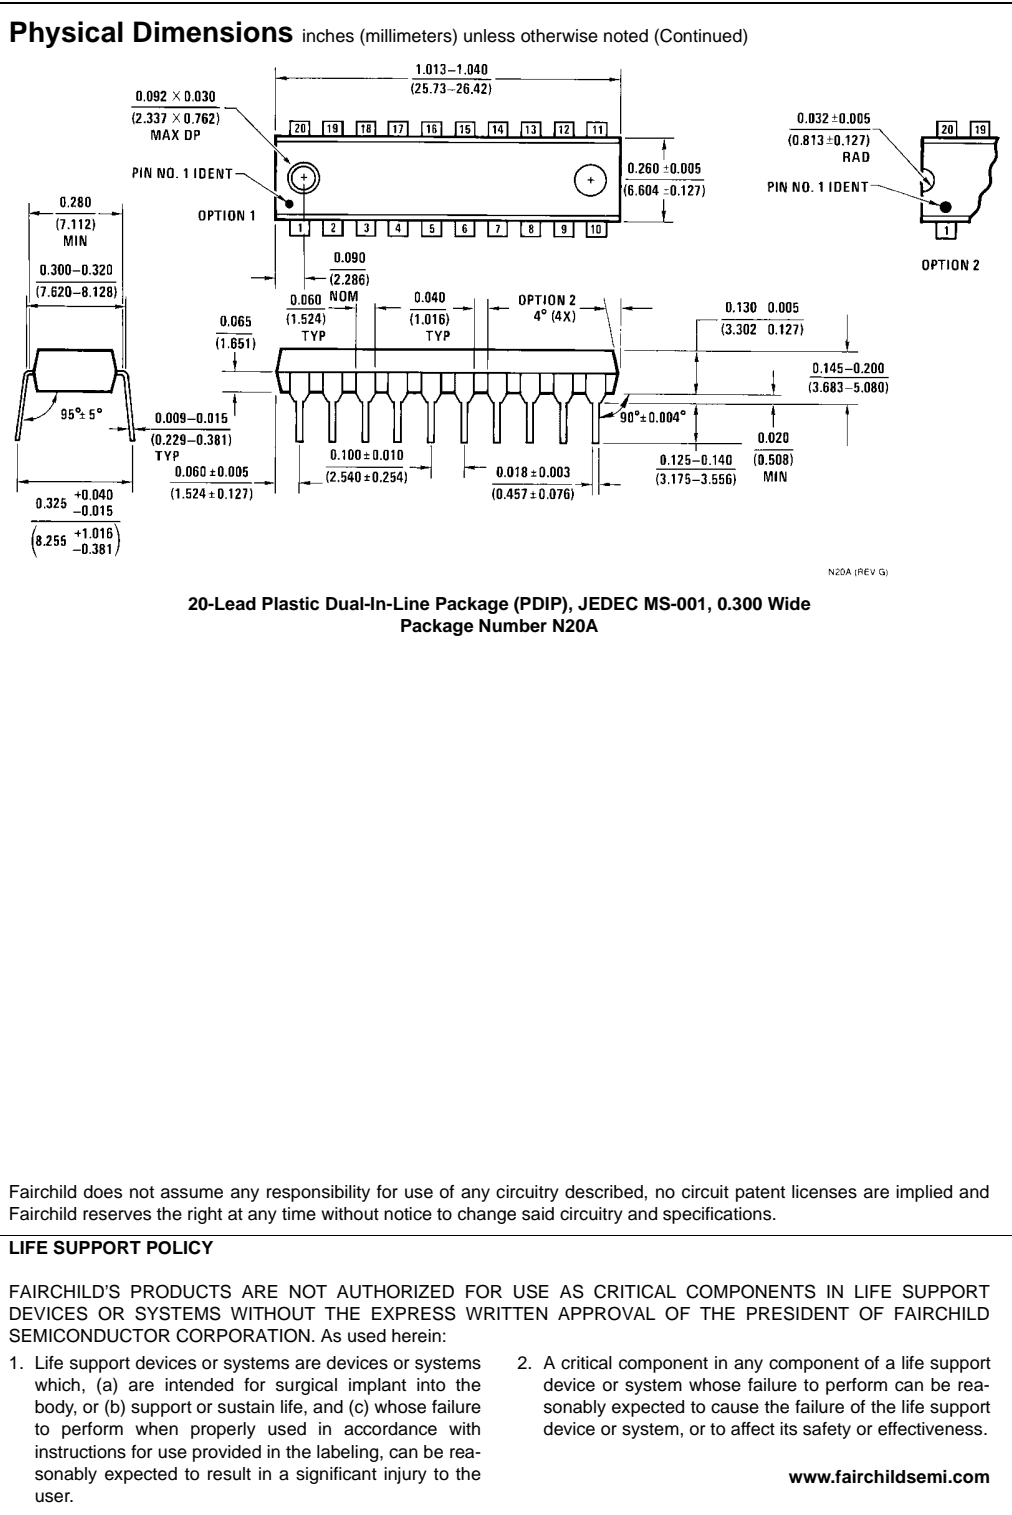 Physical Dimensions inches (millimeters) unless otherwise noted (Continued)
1.013–1.040
(25.73–26.42)
0.092 × 0.030
(2.337 × 0.762)
MAX DP
20 19 18 17 16 15 14 13 12 11
0.032 ±0.005
(0.813 ±0.127)
RAD
20 19
PIN NO. 1 IDENT
0.260 ±0.005
(6.604 ±0.127)
PIN NO. 1 IDENT
OPTION 1
1 2 3 4 5 6 7 8 9 10
1
OPTION 2
0.280
(7.112)
MIN
0.300–0.320
(7.620–8.128)
0.090
(2.286)
NOM
0.060
(1.524)
TYP
0.040
(1.016)
TYP
OPTION 2
4° (4X)
0.065
(1.651)
0.130 0.005
(3.302 0.127)
0.145–0.200
(3.683–5.080)
95°± 5°
0.009–0.015
(0.229–0.381)
TYP
90°±0.004°
0.020
(0.508)
MIN
0.125–0.140
(3.175–3.556)
0.100±0.010
(2.540±0.254)
0.018±0.003
(0.457±0.076)
0.060 ±0.005
(1.524 ±0.127)
0.325 +0.040
–0.015
(8.255 +1.016
–0.381)
N20A (REV G)
20-Lead Plastic Dual-In-Line Package (PDIP), JEDEC MS-001, 0.300 Wide
Package Number N20A
Fairchild does not assume any responsibility for use of any circuitry described, no circuit patent licenses are implied and
Fairchild reserves the right at any time without notice to change said circuitry and specifications.
LIFE SUPPORT POLICY
FAIRCHILD'S PRODUCTS ARE NOT AUTHORIZED FOR USE AS CRITICAL COMPONENTS IN LIFE SUPPORT
DEVICES OR SYSTEMS WITHOUT THE EXPRESS WRITTEN APPROVAL OF THE PRESIDENT OF FAIRCHILD
SEMICONDUCTOR CORPORATION. As used herein:
1. Life support devices or systems are devices or systems
which, (a) are intended for surgical implant into the
body, or (b) support or sustain life, and (c) whose failure
to perform when properly used in accordance with
instructions for use provided in the labeling, can be rea-
sonably expected to result in a significant injury to the
user.
2. A critical component in any component of a life support
device or system whose failure to perform can be rea-
sonably expected to cause the failure of the life support
device or system, or to affect its safety or effectiveness.
www.fairchildsemi.com